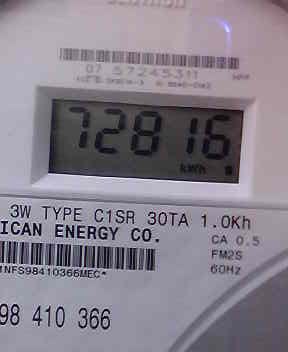 07 57245311
72816
kWh
3W TYPE C1SR 30TA 1.0Kh
ICAN ENERGY CO.
CA 0.5
FM2S
60Hz
1NFS98410366MEC*
98 410 366